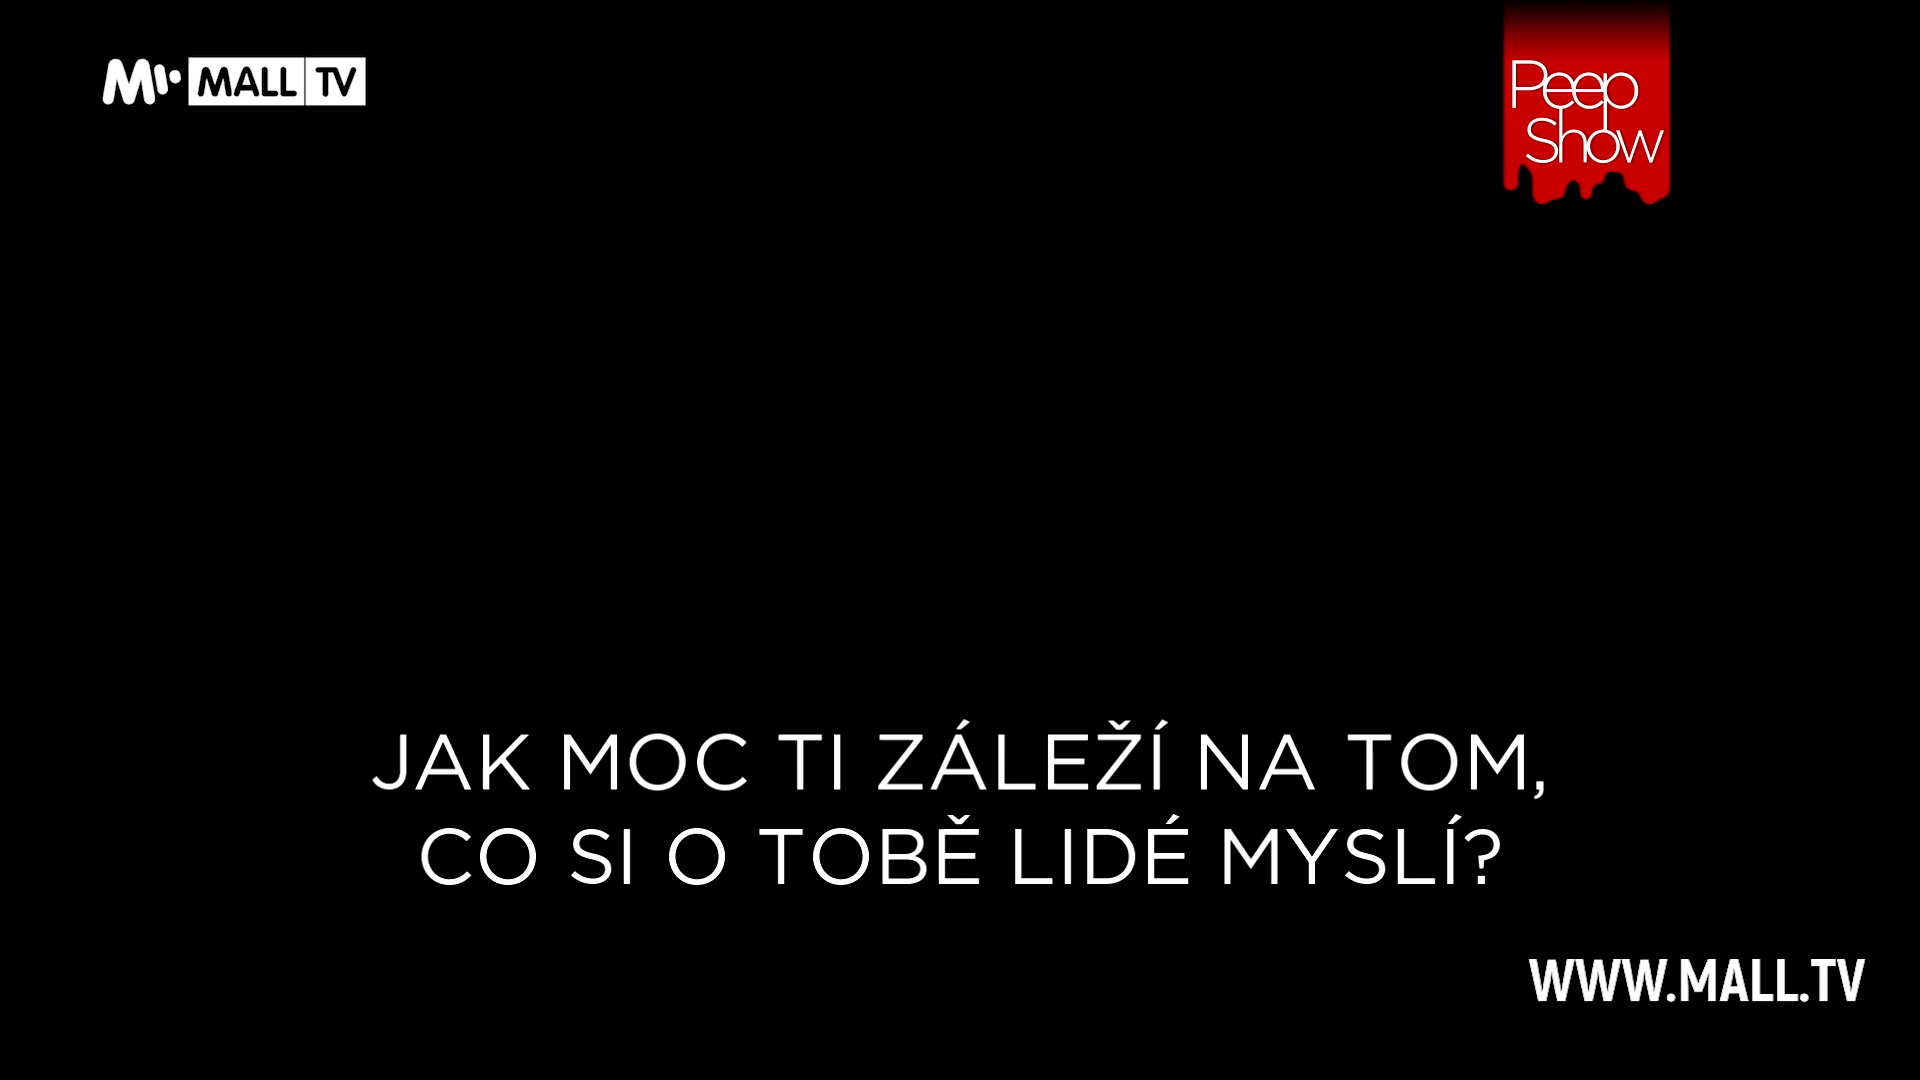 MALL TV
Peep
Show
JAK MOC TI ZÁLEŽÍ NA TOM,
CO SI O TOBĚ LIDÉ MYSLÍ?
WWW.MALL.TV